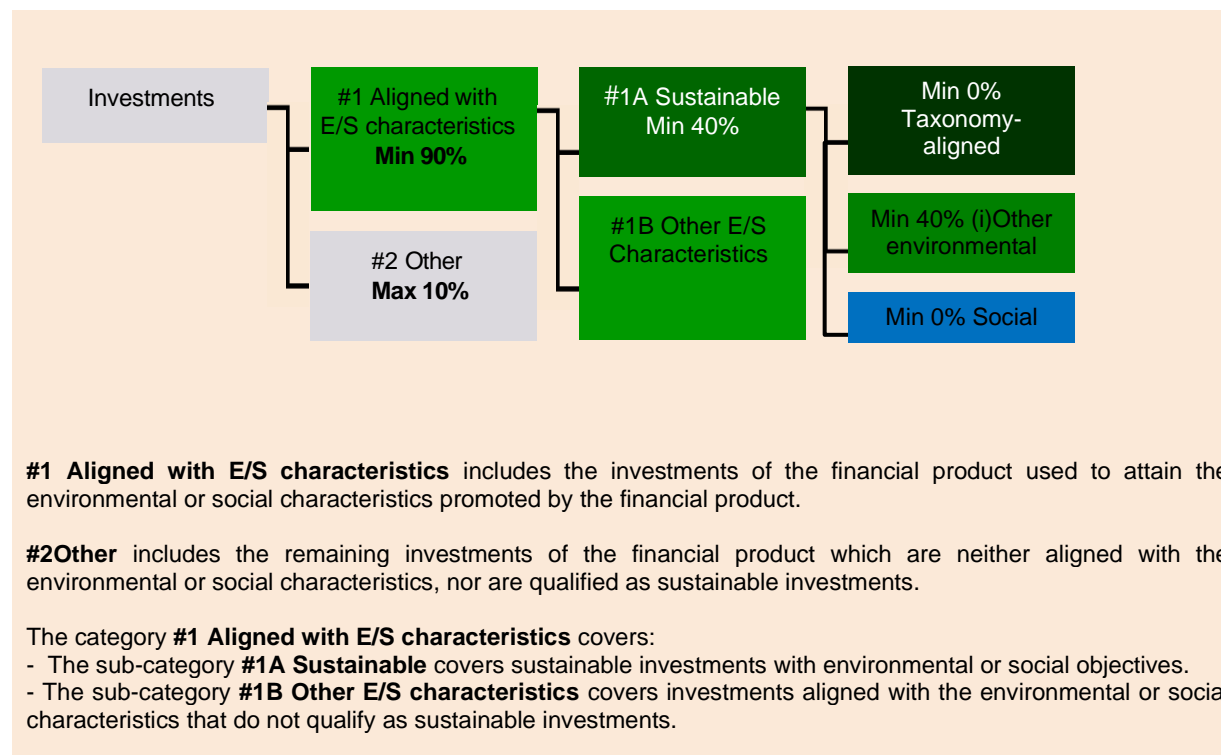 Investments
#1 Aligned with
E/S characteristics
Min 90%
#2 Other
Max 10%
#1A Sustainable
Min 40%
#1B Other E/S
Characteristics
Min 0%
Taxonomy-
aligned
Min 40% (i)Other
environmental
Min 0% Social
#1 Aligned with E/S characteristics includes the investments of the financial product used to attain the
environmental or social characteristics promoted by the financial product.
#2Other includes the remaining investments of the financial product which are neither aligned with the
environmental or social characteristics, nor are qualified as sustainable investments.
The category #1 Aligned with E/S characteristics covers:
- The sub-category #1A Sustainable covers sustainable investments with environmental or social objectives.
- The sub-category #1B Other E/S characteristics covers investments aligned with the environmental or social
characteristics that do not qualify as sustainable investments.